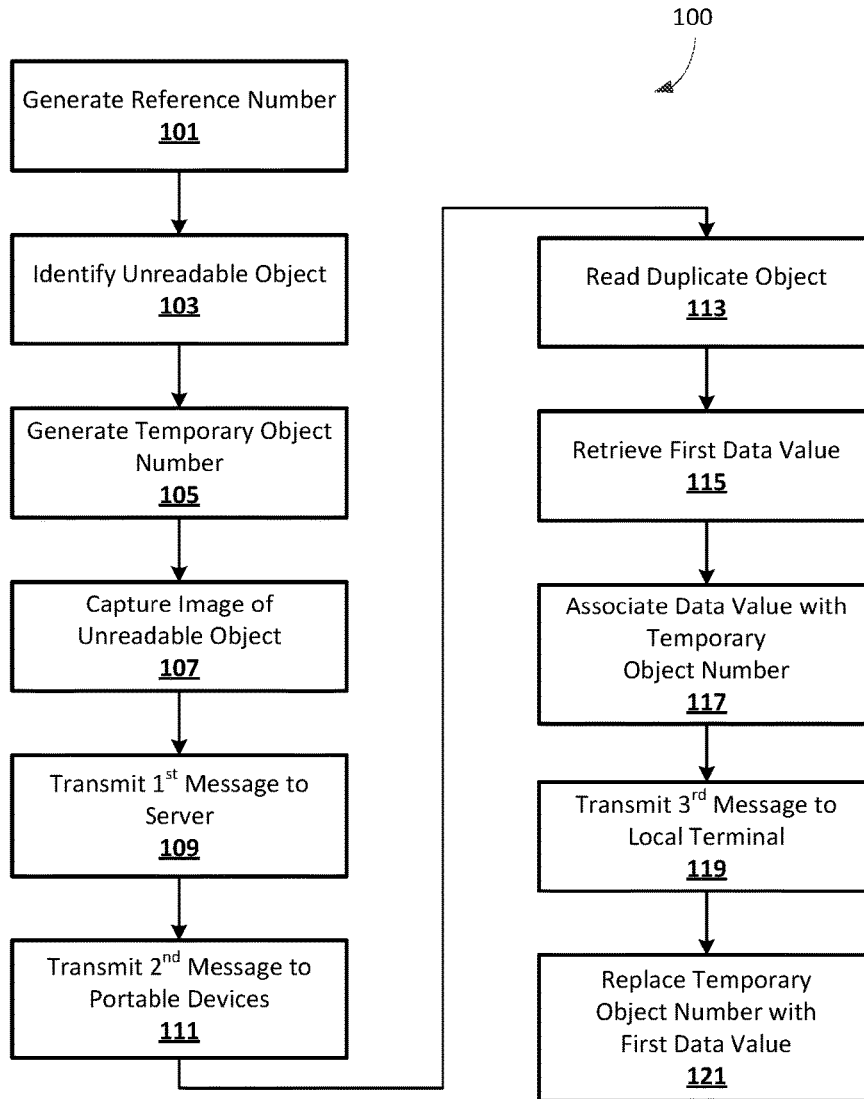 100
Generate Reference Number
101
Identify Unreadable Object
103
Generate Temporary Object
Number
105
Capture Image of
Unreadable Object
107
Transmit 1st Message to
Server
109
Transmit 2nd Message to
Portable Devices
111
Read Duplicate Object
113
Retrieve First Data Value
115
Associate Data Value with
Temporary
Object Number
117
Transmit 3rd Message to
Local Terminal
119
Replace Temporary
Object Number with
First Data Value
121